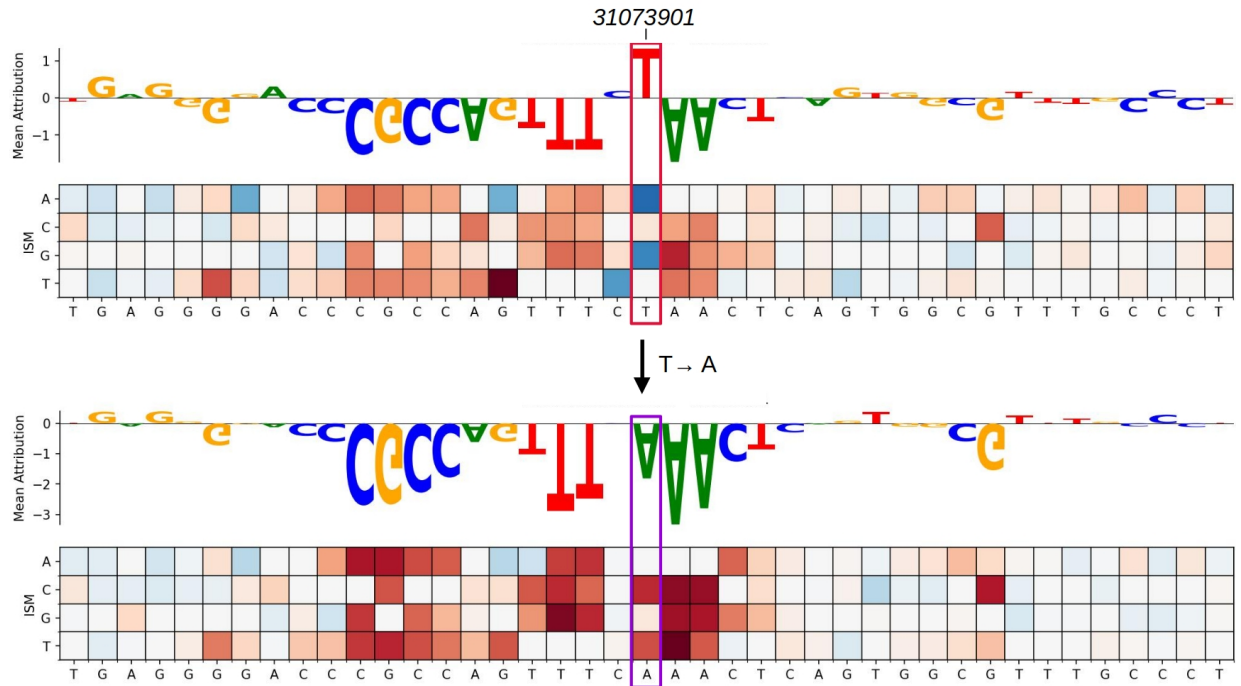 31073901
1
0
−1
Mean Attribution
T G A G G G G A C C C G C C A G T T T C T A A C T C A G T G G C G T T T G C C C T
A
C
G
T
ISM
T G A G G G G A C C C G C C A G T T T C T A A C T C A G T G G C G T T T G C C C T
T → A
0
−1
−2
−3
Mean Attribution
G A G G A C C C G C C A G T T T A A A C T C T C G T T C C
A
C
G
T
ISM
T G A G G G G A C C C G C C A G T T T C A A A C T C A G T G G C G T T T G C C C T